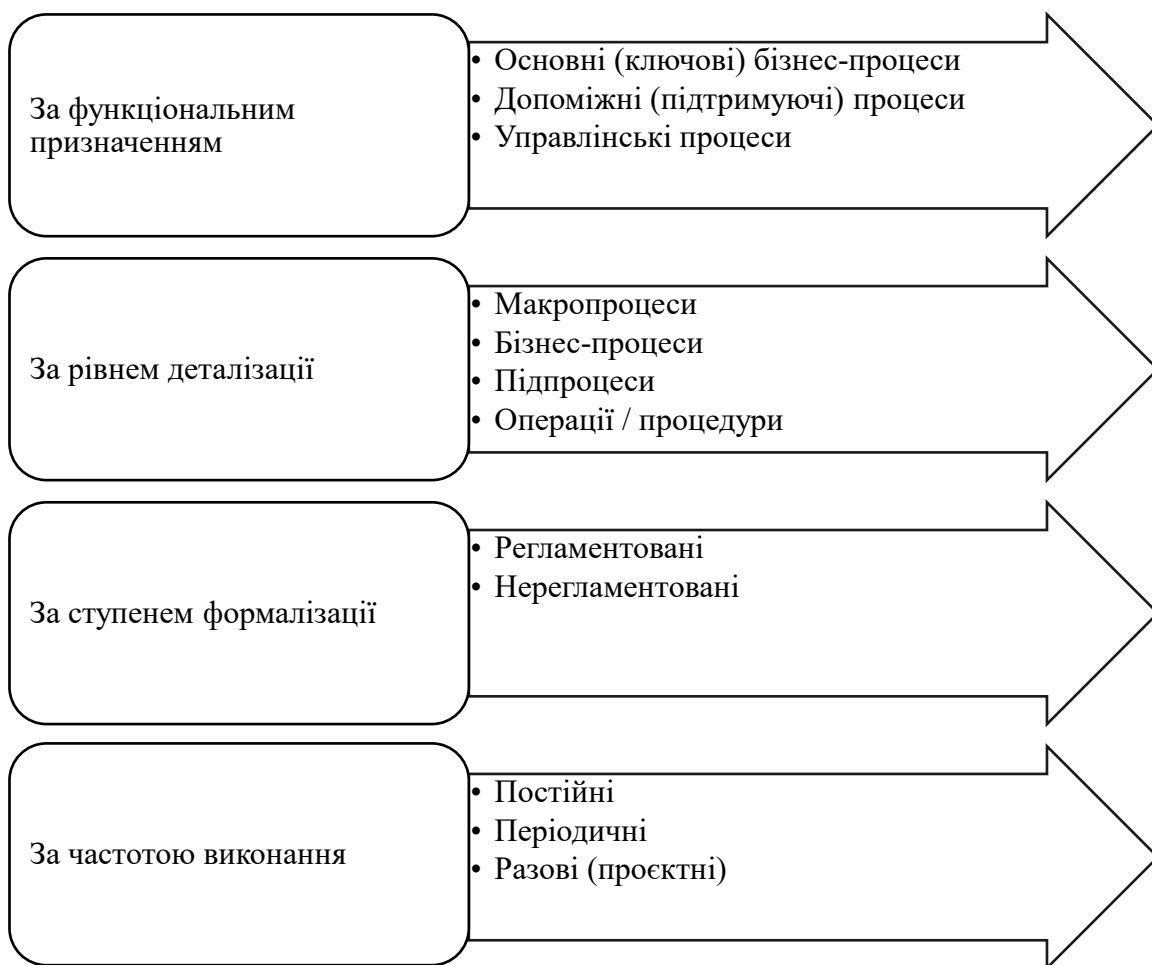 За функціональним
призначенням
• Основні (ключові) бізнес-процеси
• Допоміжні (підтримуючі) процеси
• Управлінські процеси
За рівнем деталізації
• Макропроцеси
• Бізнес-процеси
• Підпроцеси
• Операції / процедури
За ступенем формалізації
• Регламентовані
• Нерегламентовані
За частотою виконання
• Постійні
• Періодичні
• Разові (проєктні)